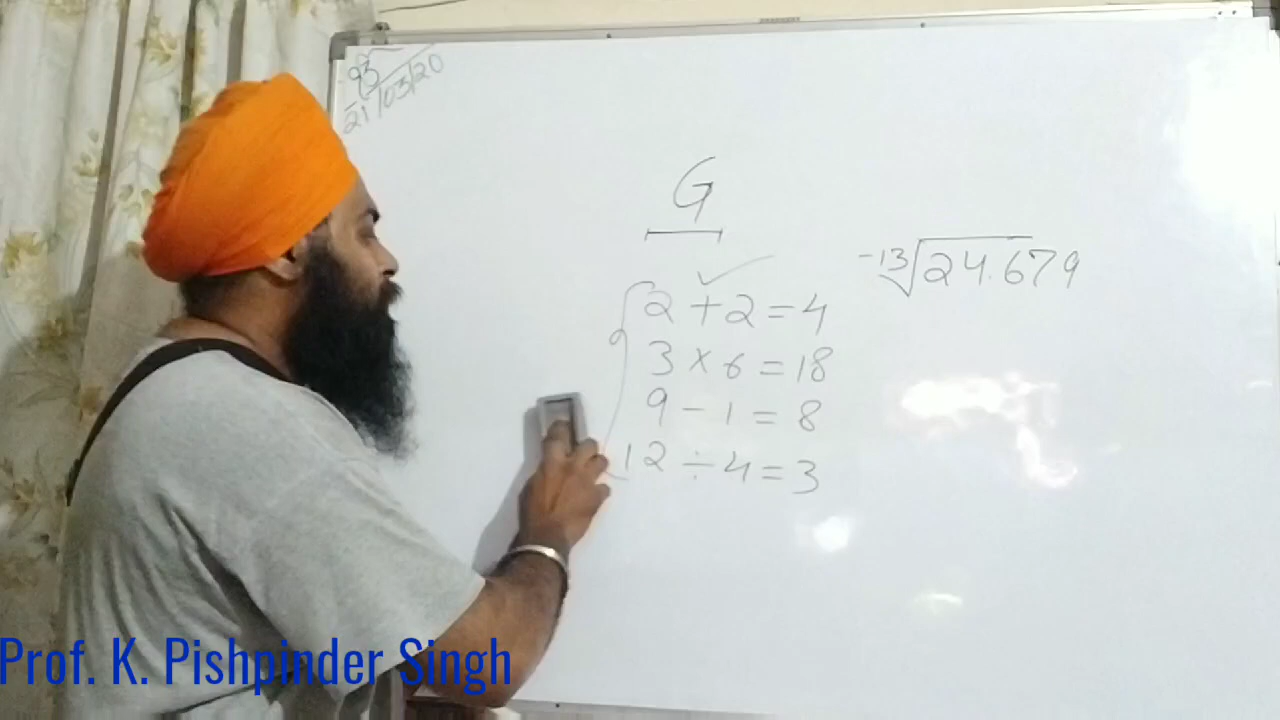 93
21/03/20
G
-13√24.679
2 + 2 = 4
3 × 6 = 18
9 - 1 = 8
12 ÷ 4 = 3
Prof. K. Pishpinder Singh